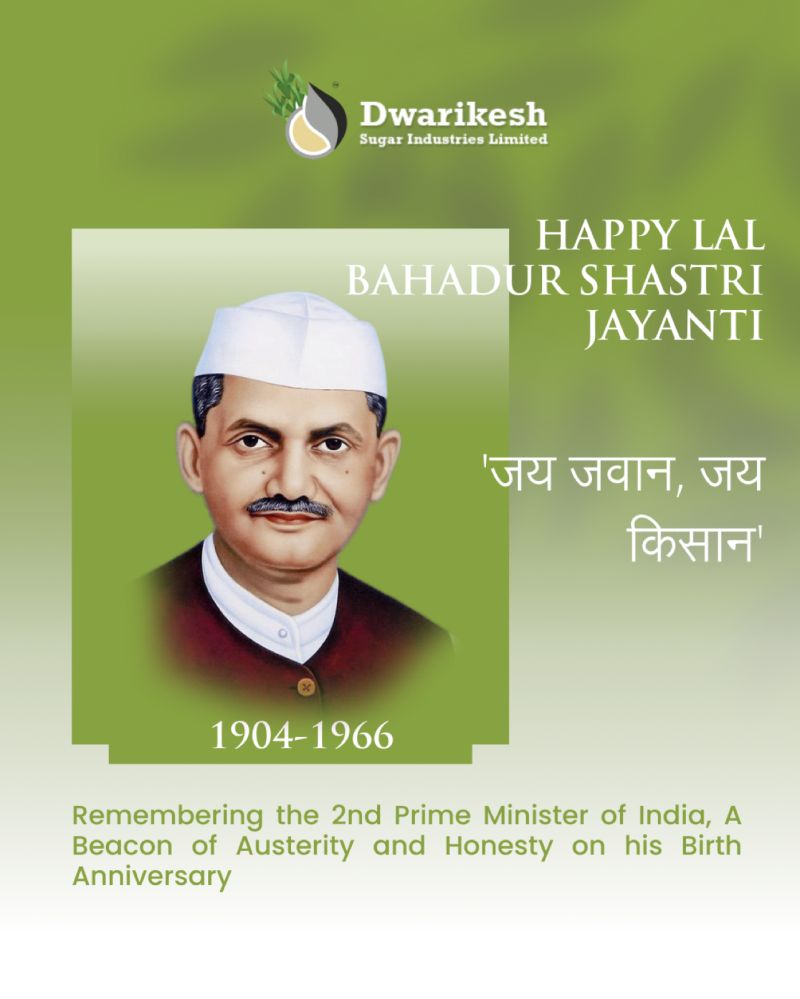 Dwarikesh
Sugar Industries Limited
HAPPY LAL
BAHADUR SHASTRI
JAYANTI
'जय जवान, जय
किसान'
1904-1966
Remembering the 2nd Prime Minister of India, A
Beacon of Austerity and Honesty on his Birth
Anniversary